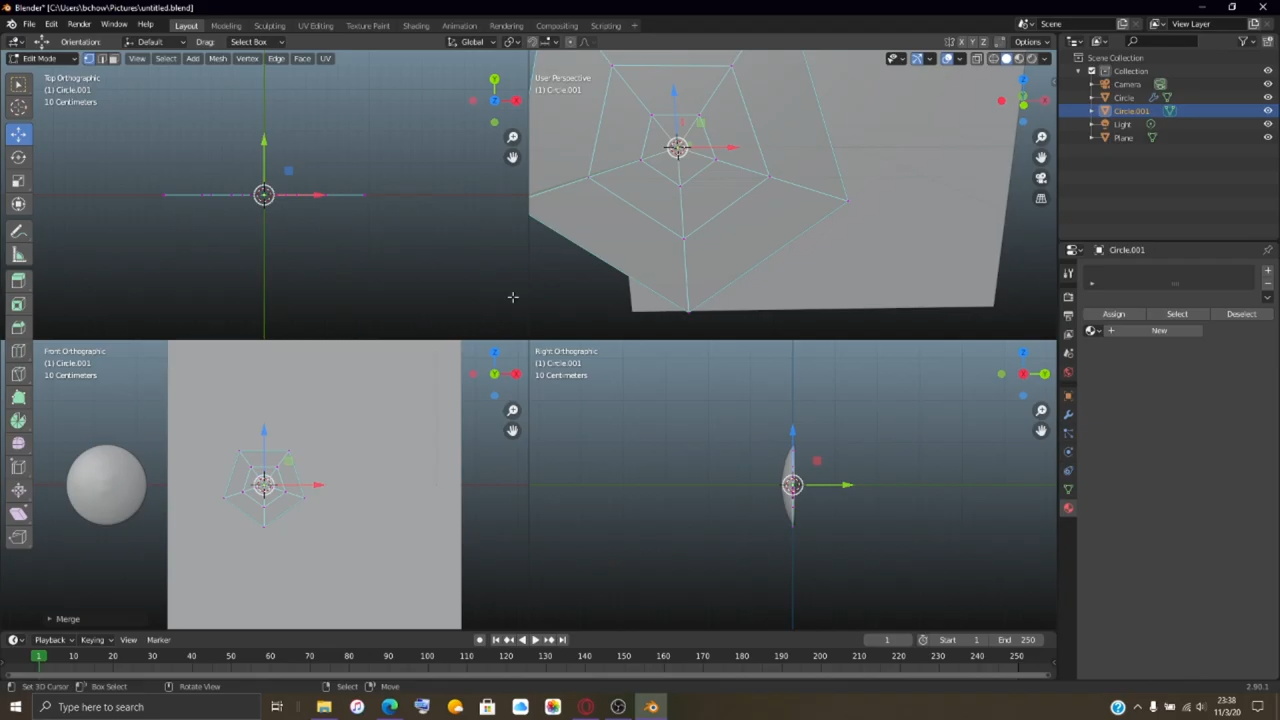 Blender* [C:\Users\bchow\Pictures\untitled.blend]
File Edit Render Window Help Layout Modeling Sculpting UV Editing Texture Paint Shading Animation Rendering Compositing Scripting + Scene View Layer
Orientation: Default Drag: Select Box Global X Y Z Options
Edit Mode View Select Add Mesh Vertex Edge Face UV
Top Orthographic
(1) Circle.001
10 Centimeters
User Perspective
(1) Circle.001
Front Orthographic
(1) Circle.001
10 Centimeters
Right Orthographic
(1) Circle.001
10 Centimeters
Merge
Scene Collection
Collection
Camera
Circle
Circle.001
Light
Plane
Circle.001
Assign Select Deselect
New
Playback Keying View Marker 1 Start 1 End 250
1 10 20 30 40 50 60 70 80 90 100 110 120 130 140 150 160 170 180 190 200 210 220 230 240 250
Set 3D Cursor Box Select Rotate View Select Move 2.90.1
Type here to search
23:38
11/3/20